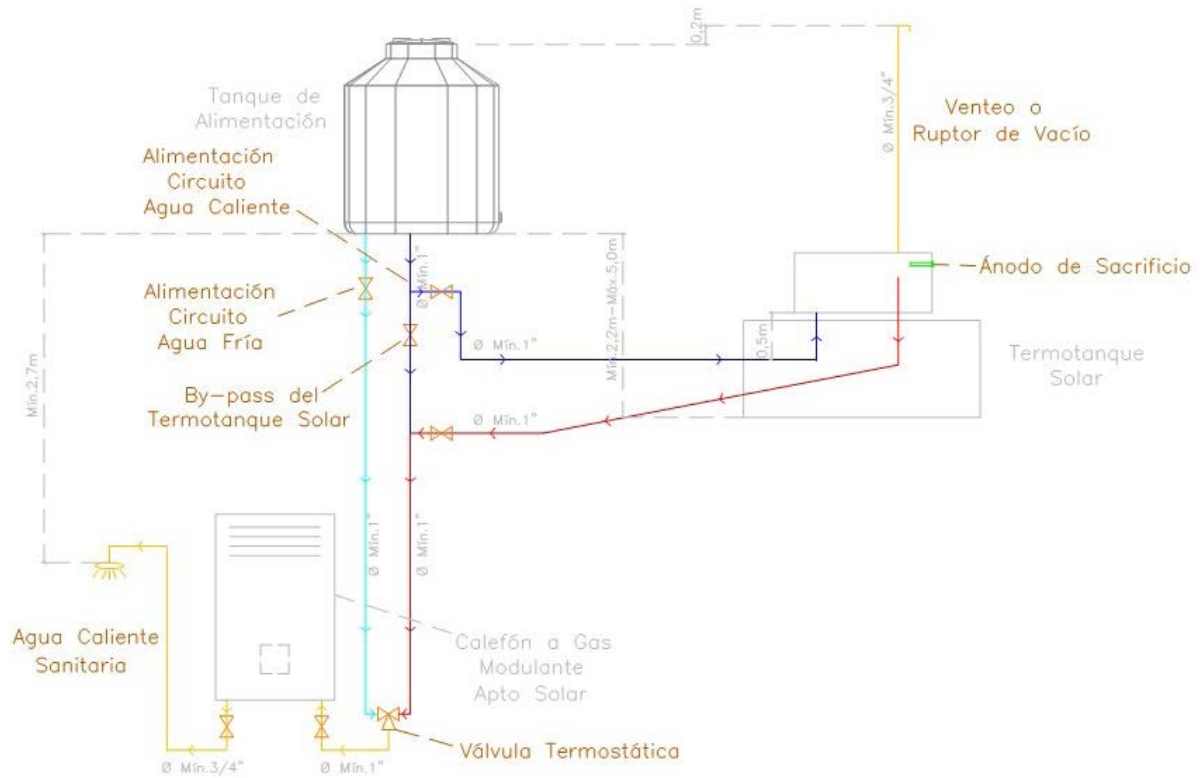 0,2m
Tanque de
Alimentación
Ø Mín.3/4"
Venteo o
Ruptor de Vacío
Alimentación
Circuito
Agua Caliente
Ø Mín.1"
Mín.2,2m-Máx.5,0m
Ánodo de Sacrificio
Alimentación
Circuito
Agua Fría
Ø Mín.1"
0,5m
Termotanque
Solar
Mín.2,7m
By-pass del
Termotanque Solar
Ø Mín.1"
Ø Mín.1"
Ø Mín.1"
Agua Caliente
Sanitaria
Calefón a Gas
Modulante
Apto Solar
Válvula Termostática
Ø Mín.3/4"
Ø Mín.1"